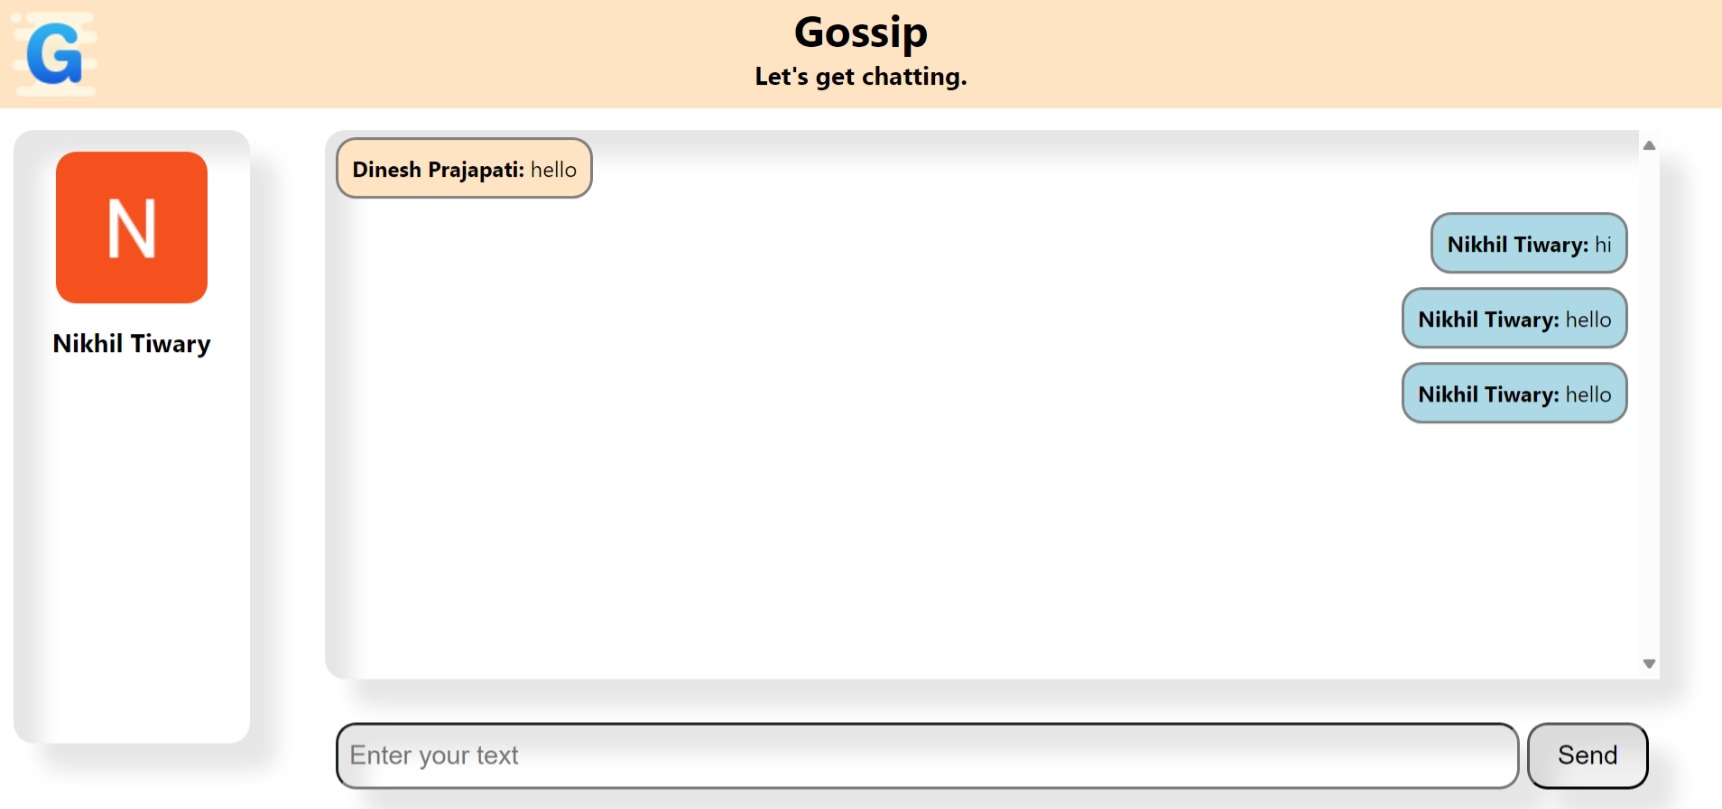 G
Gossip
Let's get chatting.
N
Nikhil Tiwary
Dinesh Prajapati: hello
Nikhil Tiwary: hi
Nikhil Tiwary: hello
Nikhil Tiwary: hello
Enter your text
Send